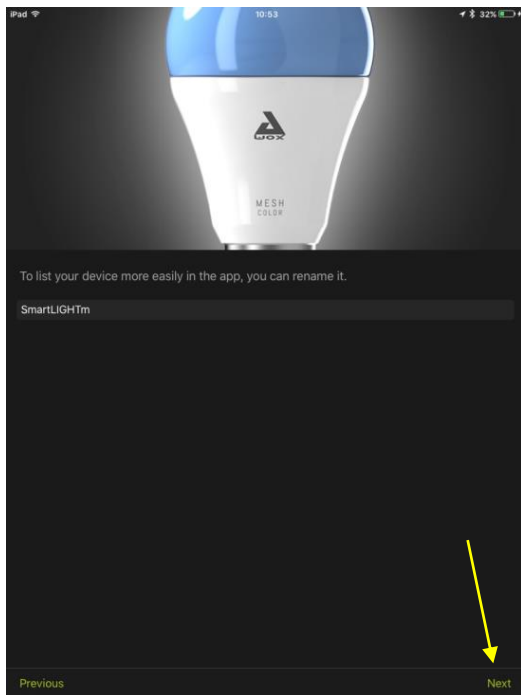 iPad 10:53 32%
AWOX
MESH
COLOR
To list your device more easily in the app, you can rename it.
SmartLIGHTm
Previous Next